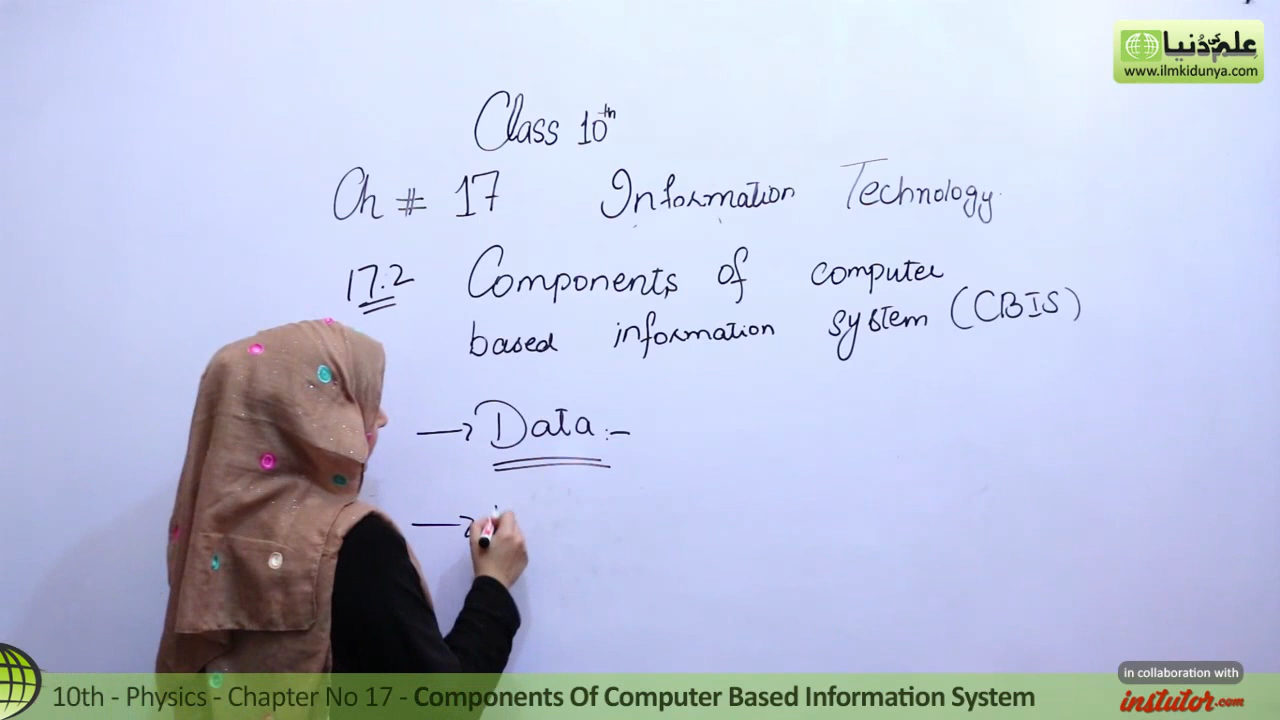 علم کی دُنیا
www.ilmkidunya.com
Class 10th
Ch # 17 Information Technology
17.2 Components of computer
based information system (CBIS)
→ Data :-
→
in collaboration with
10th - Physics - Chapter No 17 - Components Of Computer Based Information System
instutor.com